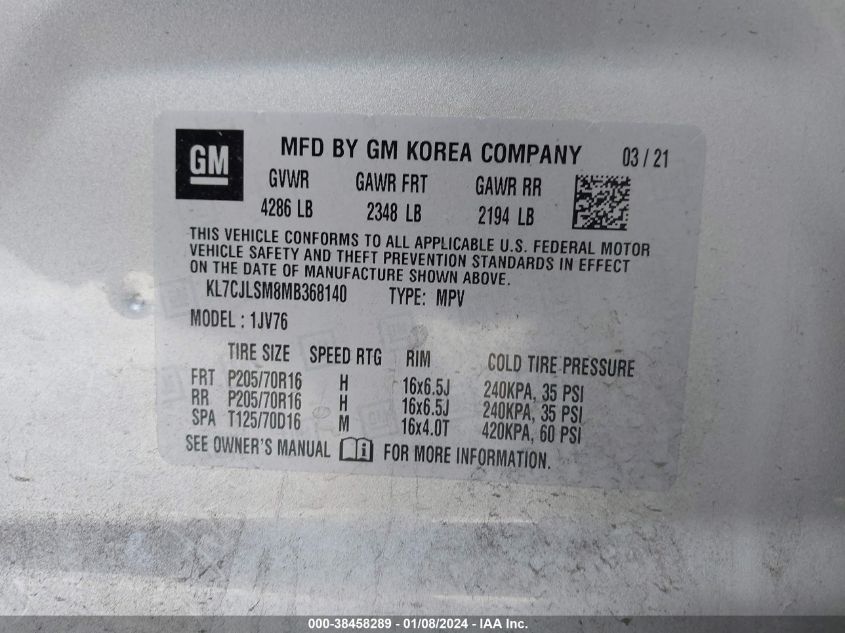 GM
MFD BY GM KOREA COMPANY 03 / 21
GVWR GAWR FRT GAWR RR
4286 LB 2348 LB 2194 LB
THIS VEHICLE CONFORMS TO ALL APPLICABLE U.S. FEDERAL MOTOR
VEHICLE SAFETY AND THEFT PREVENTION STANDARDS IN EFFECT
ON THE DATE OF MANUFACTURE SHOWN ABOVE.
KL7CJLSM8MB368140 TYPE: MPV
MODEL : 1JV76
TIRE SIZE SPEED RTG RIM COLD TIRE PRESSURE
FRT P205/70R16 H 16x6.5J 240KPA, 35 PSI
RR P205/70R16 H 16x6.5J 240KPA, 35 PSI
SPA T125/70D16 M 16x4.0T 420KPA, 60 PSI
SEE OWNER'S MANUAL i FOR MORE INFORMATION.
000-38458289 - 01/08/2024 - IAA Inc.